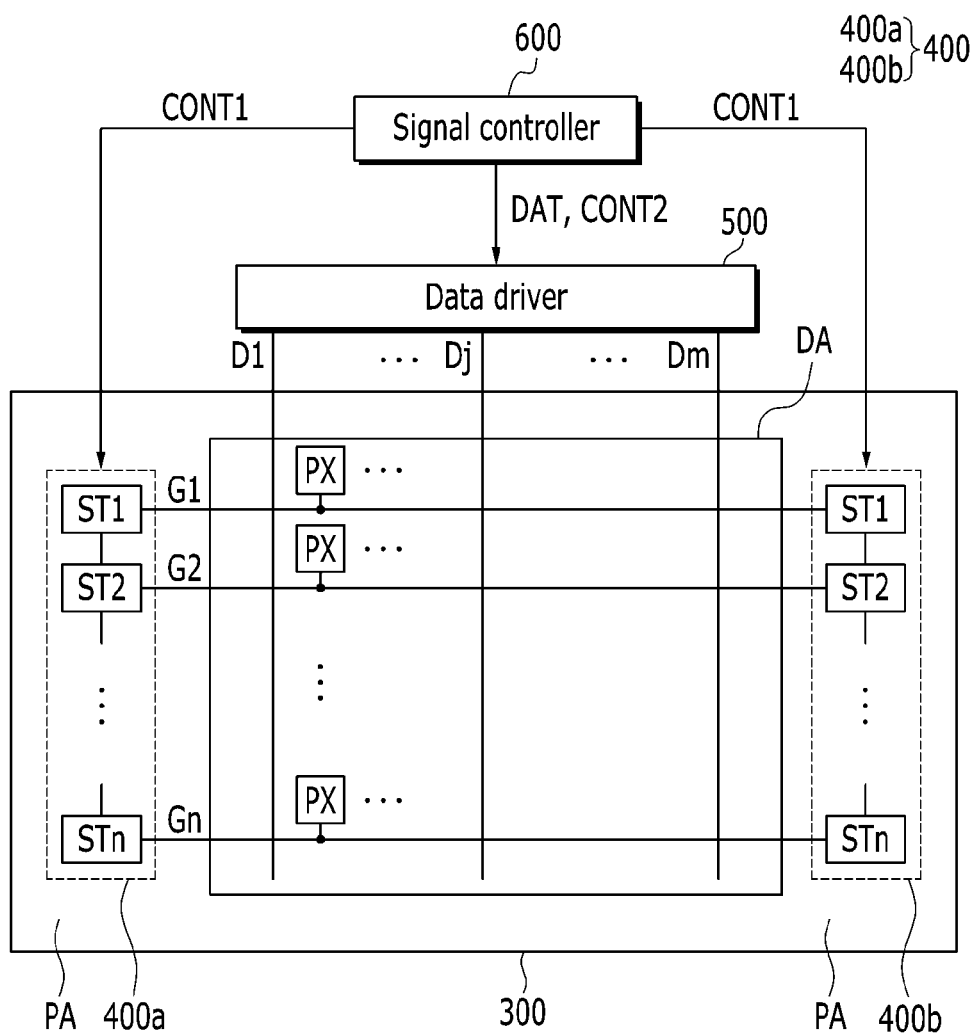 600
400a
400b
400
CONT1
Signal controller
CONT1
DAT, CONT2
500
Data driver
D1
...
Dj
...
Dm
DA
PX
...
ST1
G1
ST1
PX
...
ST2
G2
ST2
PX
...
STn
Gn
STn
PA
400a
300
PA
400b